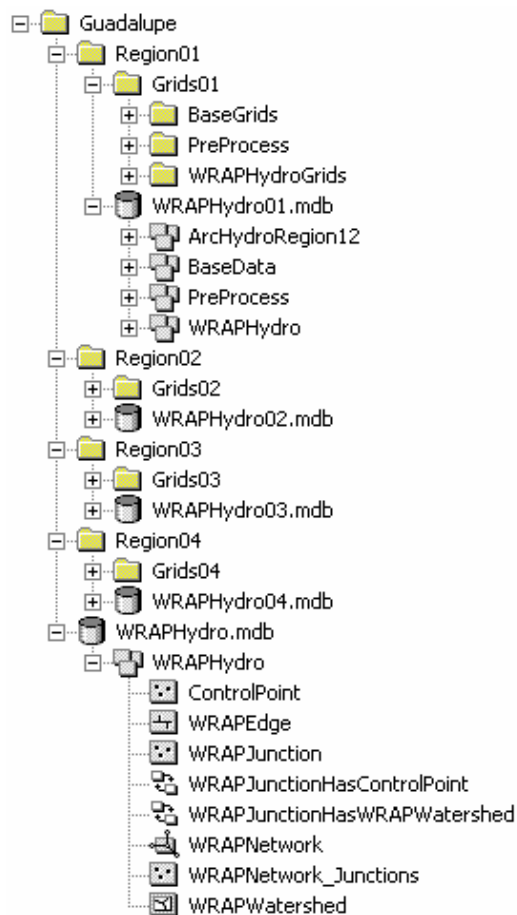 Guadalupe
Region01
Grids01
BaseGrids
PreProcess
WRAPHydroGrids
WRAPHydro01.mdb
ArcHydroRegion12
BaseData
PreProcess
WRAPHydro
Region02
Grids02
WRAPHydro02.mdb
Region03
Grids03
WRAPHydro03.mdb
Region04
Grids04
WRAPHydro04.mdb
WRAPHydro.mdb
WRAPHydro
ControlPoint
WRAPEdge
WRAPJunction
WRAPJunctionHasControlPoint
WRAPJunctionHasWRAPWatershed
WRAPNetwork
WRAPNetwork_Junctions
WRAPWatershed